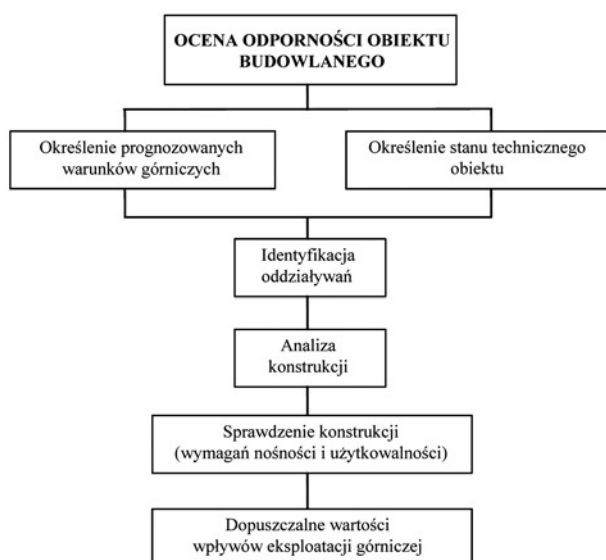 OCENA ODPORNOŚCI OBIEKTU
BUDOWLANEGO
Określenie prognozowanych
warunków górniczych
Określenie stanu technicznego
obiektu
Identyfikacja
oddziaływań
Analiza
konstrukcji
Sprawdzenie konstrukcji
(wymagań nośności i użytkowalności)
Dopuszczalne wartości
wpływów eksploatacji górniczej